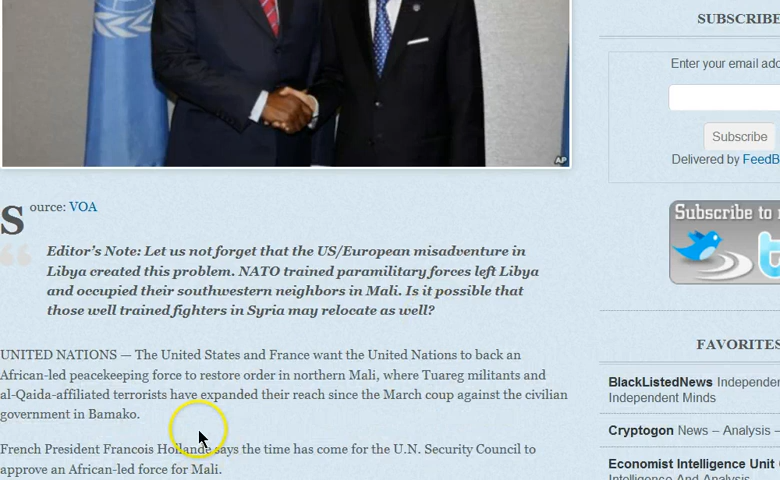 AP
Source: VOA
Editor's Note: Let us not forget that the US/European misadventure in
Libya created this problem. NATO trained paramilitary forces left Libya
and occupied their southwestern neighbors in Mali. Is it possible that
those well trained fighters in Syria may relocate as well?
UNITED NATIONS — The United States and France want the United Nations to back an
African-led peacekeeping force to restore order in northern Mali, where Tuareg militants and
al-Qaida-affiliated terrorists have expanded their reach since the March coup against the civilian
government in Bamako.
French President Francois Hollande says the time has come for the U.N. Security Council to
approve an African-led force for Mali.
SUBSCRIBE
Enter your email add
Subscribe
Delivered by FeedB
Subscribe to
FAVORITES
BlackListedNews Independen
Independent Minds
Cryptogon News – Analysis –
Economist Intelligence Unit
Intelligence And Analysis